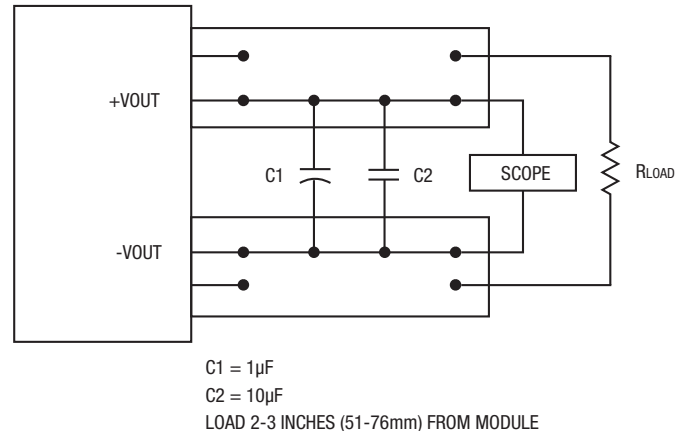 +VOUT
C1
C2
SCOPE
RLOAD
-VOUT
C1 = 1µF
C2 = 10µF
LOAD 2-3 INCHES (51-76mm) FROM MODULE